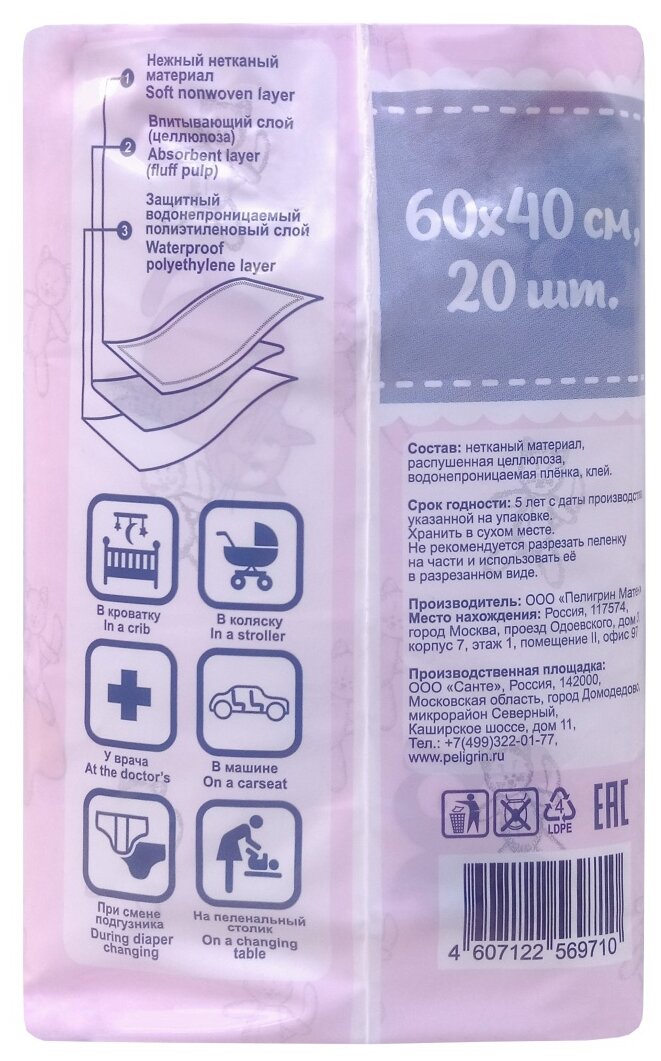 Нежный нетканый
материал
1
Soft nonwoven layer
Впитывающий слой
(целлюлоза)
2
Absorbent layer
(fluff pulp)
Защитный
водонепроницаемый
3
полиэтиленовый слой
Waterproof
polyethylene layer
В кроватку
In a crib
В коляску
In a stroller
У врача
At the doctor's
В машине
On a carseat
При смене
подгузника
During diaper
changing
На пеленальный
столик
On a changing
table
60x40 см,
20 шт.
Состав: нетканый материал,
распушенная целлюлоза,
водонепроницаемая плёнка, клей.
Срок годности: 5 лет с даты
указанной на упаковке.
Хранить в сухом месте.
Не рекомендуется разрезать пеленку
на части и использовать её
в разрезанном виде.
Производитель: ООО «Пелигрин
Место нахождения: Россия, 117574,
город Москва, проезд Одоевского, дом
корпус 7, этаж 1, помещение II, офис 97
Производственная площадка:
ООО «Санте», Россия, 142000,
Московская область, город Домодедово,
микрорайон Северный,
Каширское шоссе, дом 11,
Тел.: +7(499)322-01-77,
www.peligrin.ru
4
LDPE
EAC
4 607122 569710